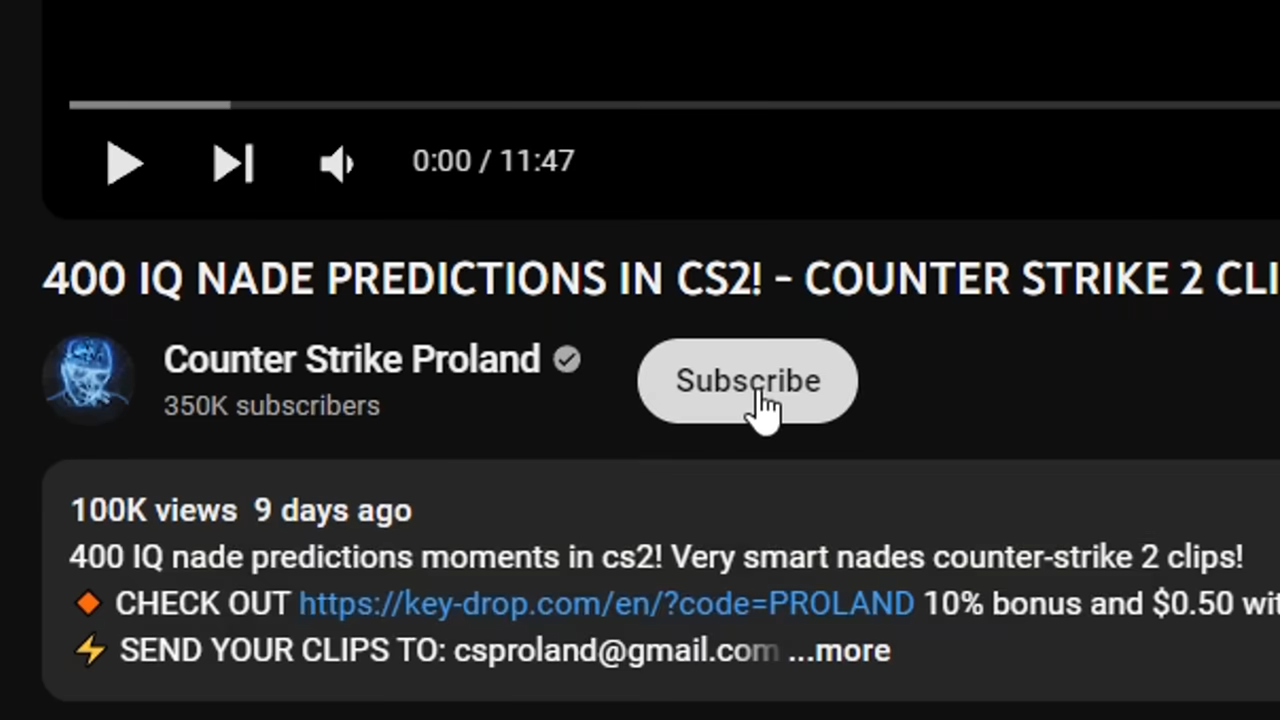 0:00 / 11:47
400 IQ NADE PREDICTIONS IN CS2! - COUNTER STRIKE 2 CLI
Counter Strike Proland
350K subscribers
Subscribe
100K views 9 days ago
400 IQ nade predictions moments in cs2! Very smart nades counter-strike 2 clips!
🔸 CHECK OUT https://key-drop.com/en/?code=PROLAND 10% bonus and $0.50 wit
⚡ SEND YOUR CLIPS TO: csproland@gmail.com ...more